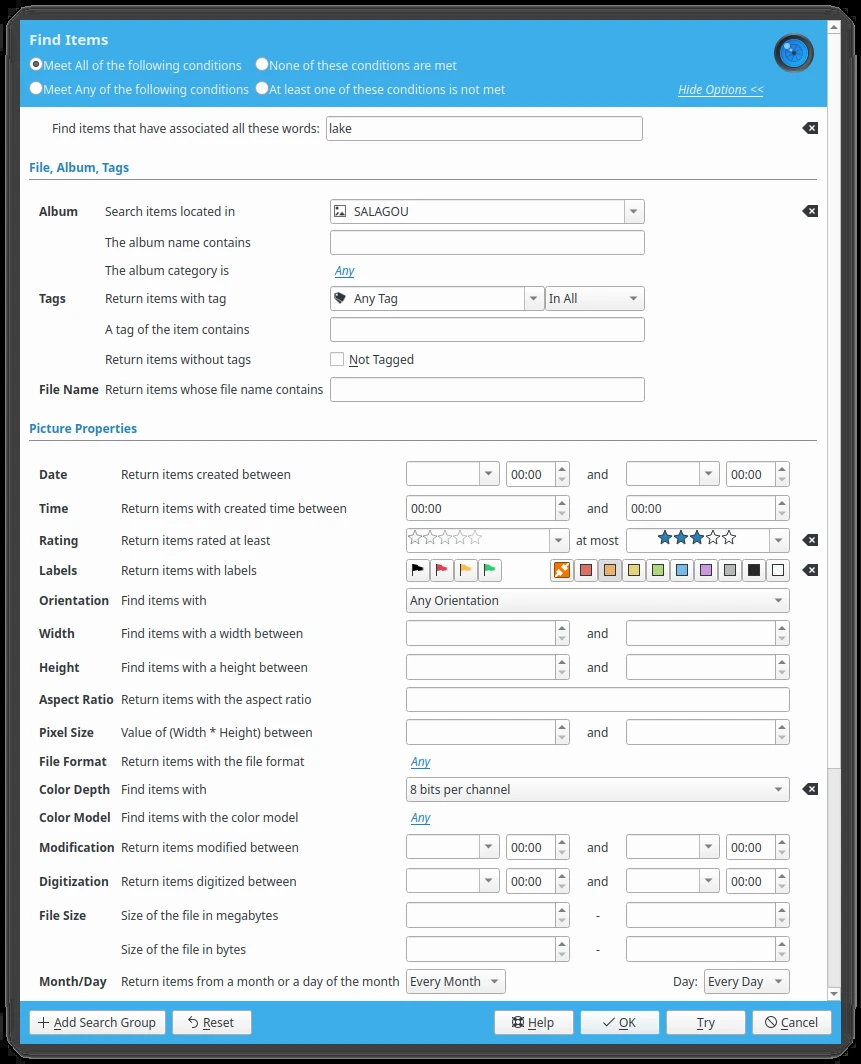 Find Items
Meet All of the following conditions None of these conditions are met
Meet Any of the following conditions At least one of these conditions is not met Hide Options <<
Find items that have associated all these words: lake
File, Album, Tags
Album Search items located in SALAGOU
The album name contains
The album category is Any
Tags Return items with tag Any Tag In All
A tag of the item contains
Return items without tags Not Tagged
File Name Return items whose file name contains
Picture Properties
Date Return items created between 00:00 and 00:00
Time Return items with created time between 00:00 and 00:00
Rating Return items rated at least at most
Labels Return items with labels
Orientation Find items with Any Orientation
Width Find items with a width between and
Height Find items with a height between and
Aspect Ratio Return items with the aspect ratio
Pixel Size Value of (Width * Height) between and
File Format Return items with the file format Any
Color Depth Find items with 8 bits per channel
Color Model Find items with the color model Any
Modification Return items modified between 00:00 and 00:00
Digitization Return items digitized between 00:00 and 00:00
File Size Size of the file in megabytes -
Size of the file in bytes -
Month/Day Return items from a month or a day of the month Every Month Day: Every Day
+ Add Search Group Reset Help OK Try Cancel